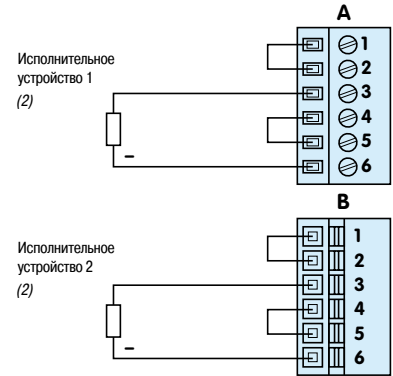 A
Исполнительное
устройство 1
(2)
1
2
3
4
5
6
–
B
Исполнительное
устройство 2
(2)
1
2
3
4
5
6
–